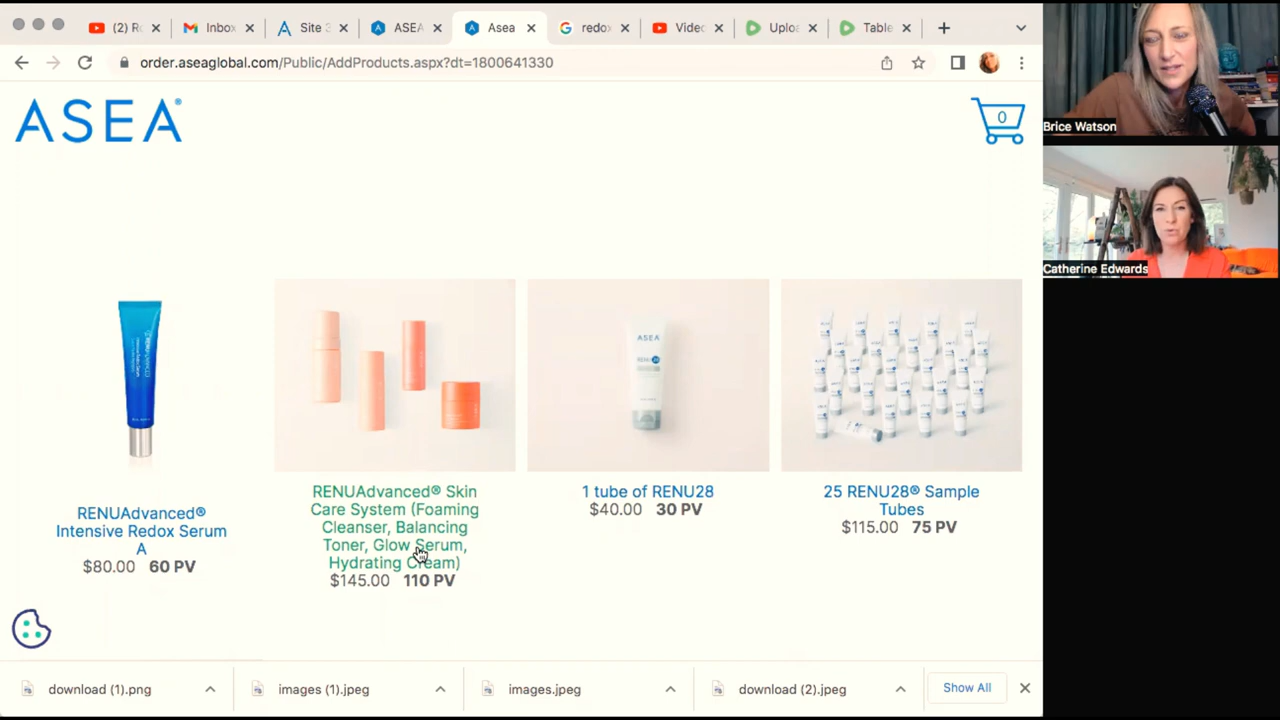 (2) R
Inbox
Site 3
ASEA
Asea
redox
Video
Uploa
Table
order.aseaglobal.com/Public/AddProducts.aspx?dt=1800641330
ASEA®
0
RENUAdvanced®
Intensive Redox Serum
A
$80.00 60 PV
RENUAdvanced® Skin
Care System (Foaming
Cleanser, Balancing
Toner, Glow Serum,
Hydrating Cream)
$145.00 110 PV
ASEA
1 tube of RENU28
$40.00 30 PV
25 RENU28® Sample
Tubes
$115.00 75 PV
download (1).png
images (1).jpeg
images.jpeg
download (2).jpeg
Show All
Brice Watson
Catherine Edwards